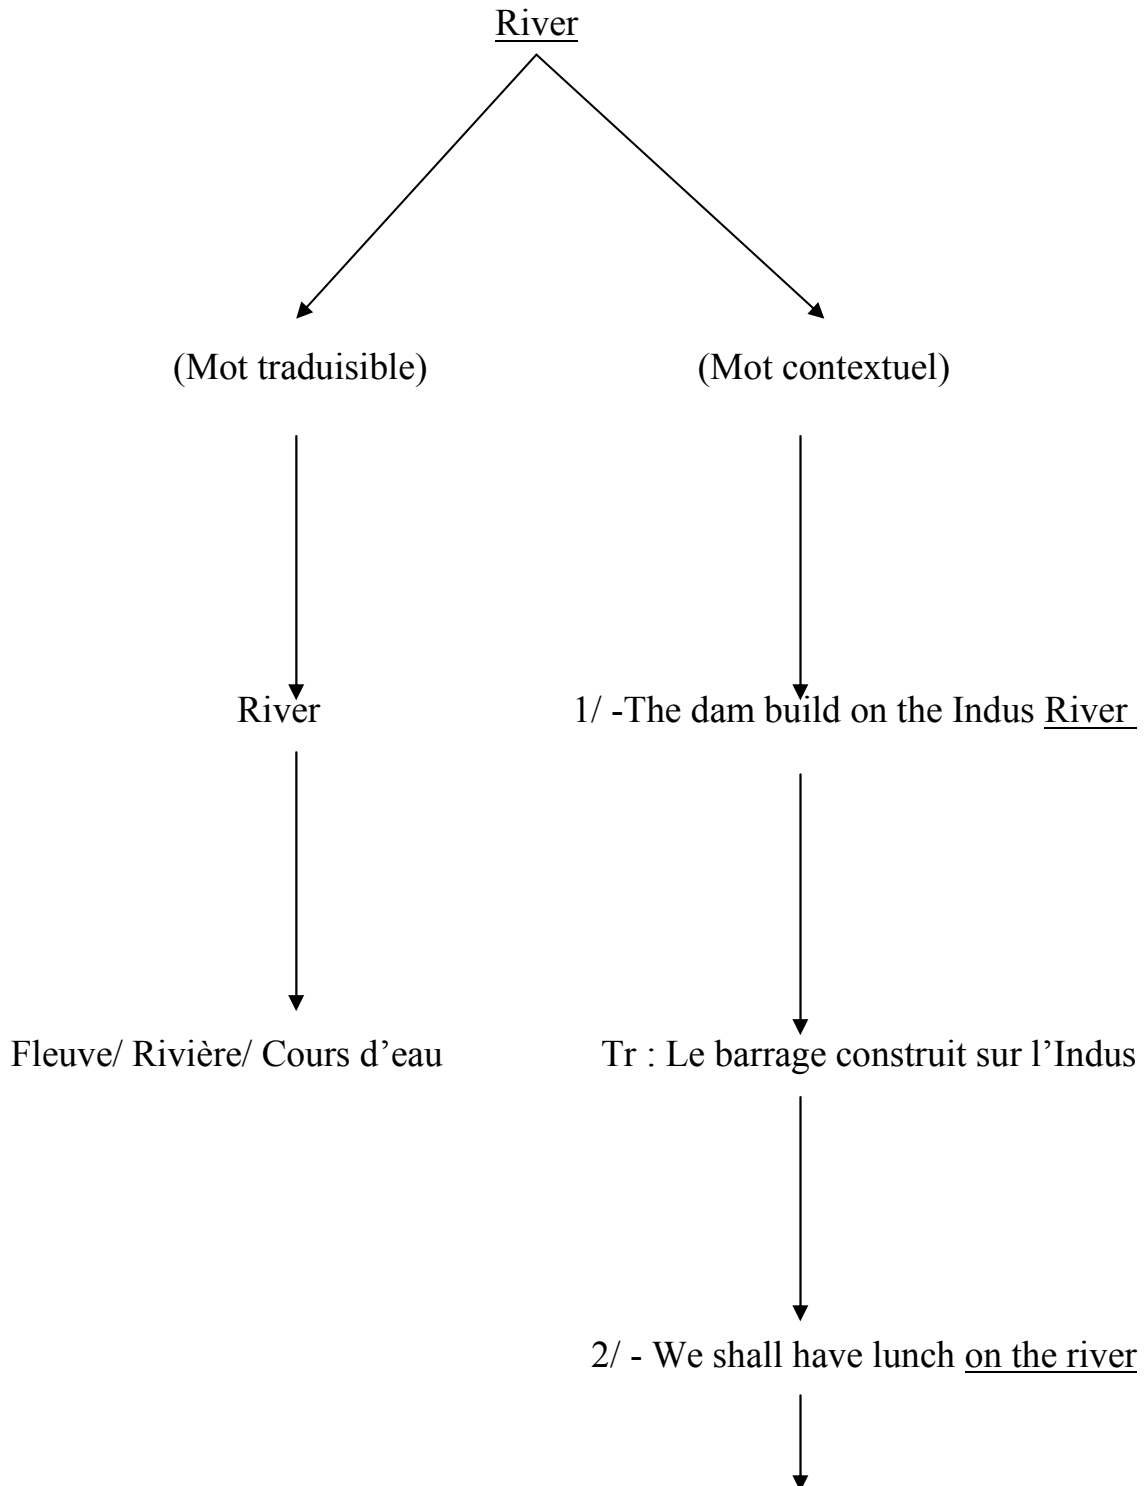 River
(Mot traduisible) (Mot contextuel)
River 1/ -The dam build on the Indus River
Fleuve/ Rivière/ Cours d’eau Tr : Le barrage construit sur l’Indus
2/ - We shall have lunch on the river